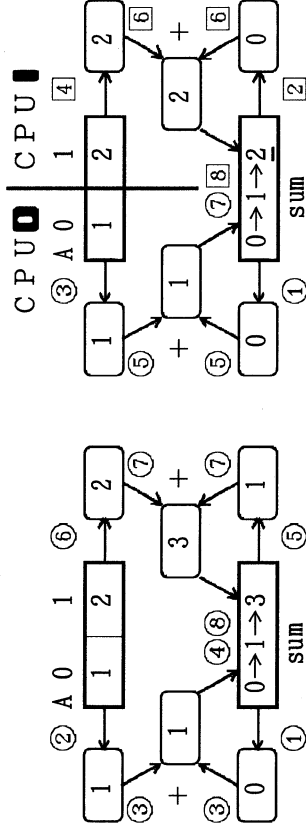 ② A 0 1 ⑥
1 1 2 2
③ ⑦
+ 1 3 +
③ ④⑧ ⑦
0 0→1→3 1
① sum ⑤
CPU0 CPU1
③ A 0 1 4
1 1 2 2
⑤ 6
+ 1 2 +
⑤ ⑦ 8 6
0 0→1→2 0
① sum 2